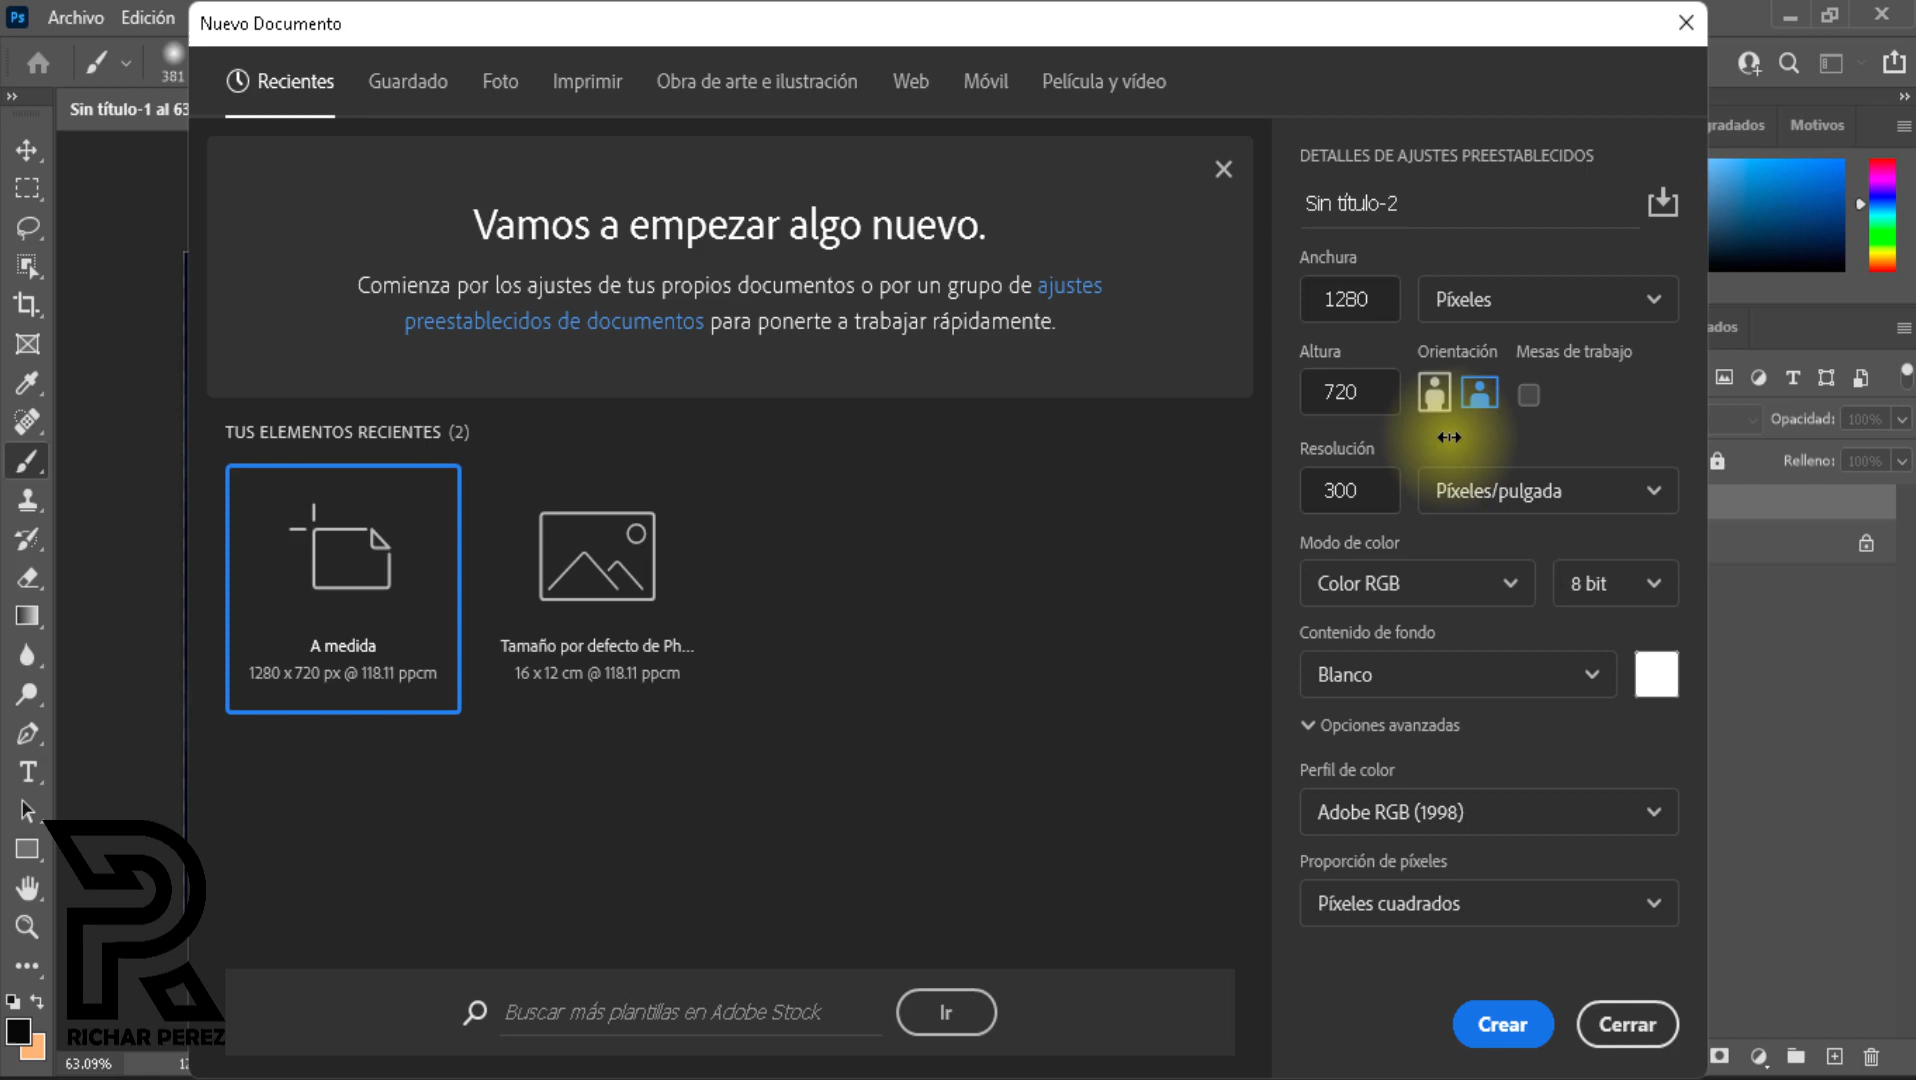 Ps
Archivo
Edición
Nuevo Documento
381
Sin título-1 al 63
Recientes
Guardado
Foto
Imprimir
Obra de arte e ilustración
Web
Móvil
Película y vídeo
Vamos a empezar algo nuevo.
Comienza por los ajustes de tus propios documentos o por un grupo de ajustes
preestablecidos de documentos para ponerte a trabajar rápidamente.
TUS ELEMENTOS RECIENTES (2)
A medida
1280 x 720 px @ 118.11 ppcm
Tamaño por defecto de Ph...
16 x 12 cm @ 118.11 ppcm
Buscar más plantillas en Adobe Stock
Ir
DETALLES DE AJUSTES PREESTABLECIDOS
Sin título-2
Anchura
1280
Píxeles
Altura
Orientación
Mesas de trabajo
720
Resolución
300
Píxeles/pulgada
Modo de color
Color RGB
8 bit
Contenido de fondo
Blanco
Opciones avanzadas
Perfil de color
Adobe RGB (1998)
Proporción de píxeles
Píxeles cuadrados
Crear
Cerrar
Motivos
Opacidad:
100%
Relleno:
100%
RICHAR PEREZ
63.09%